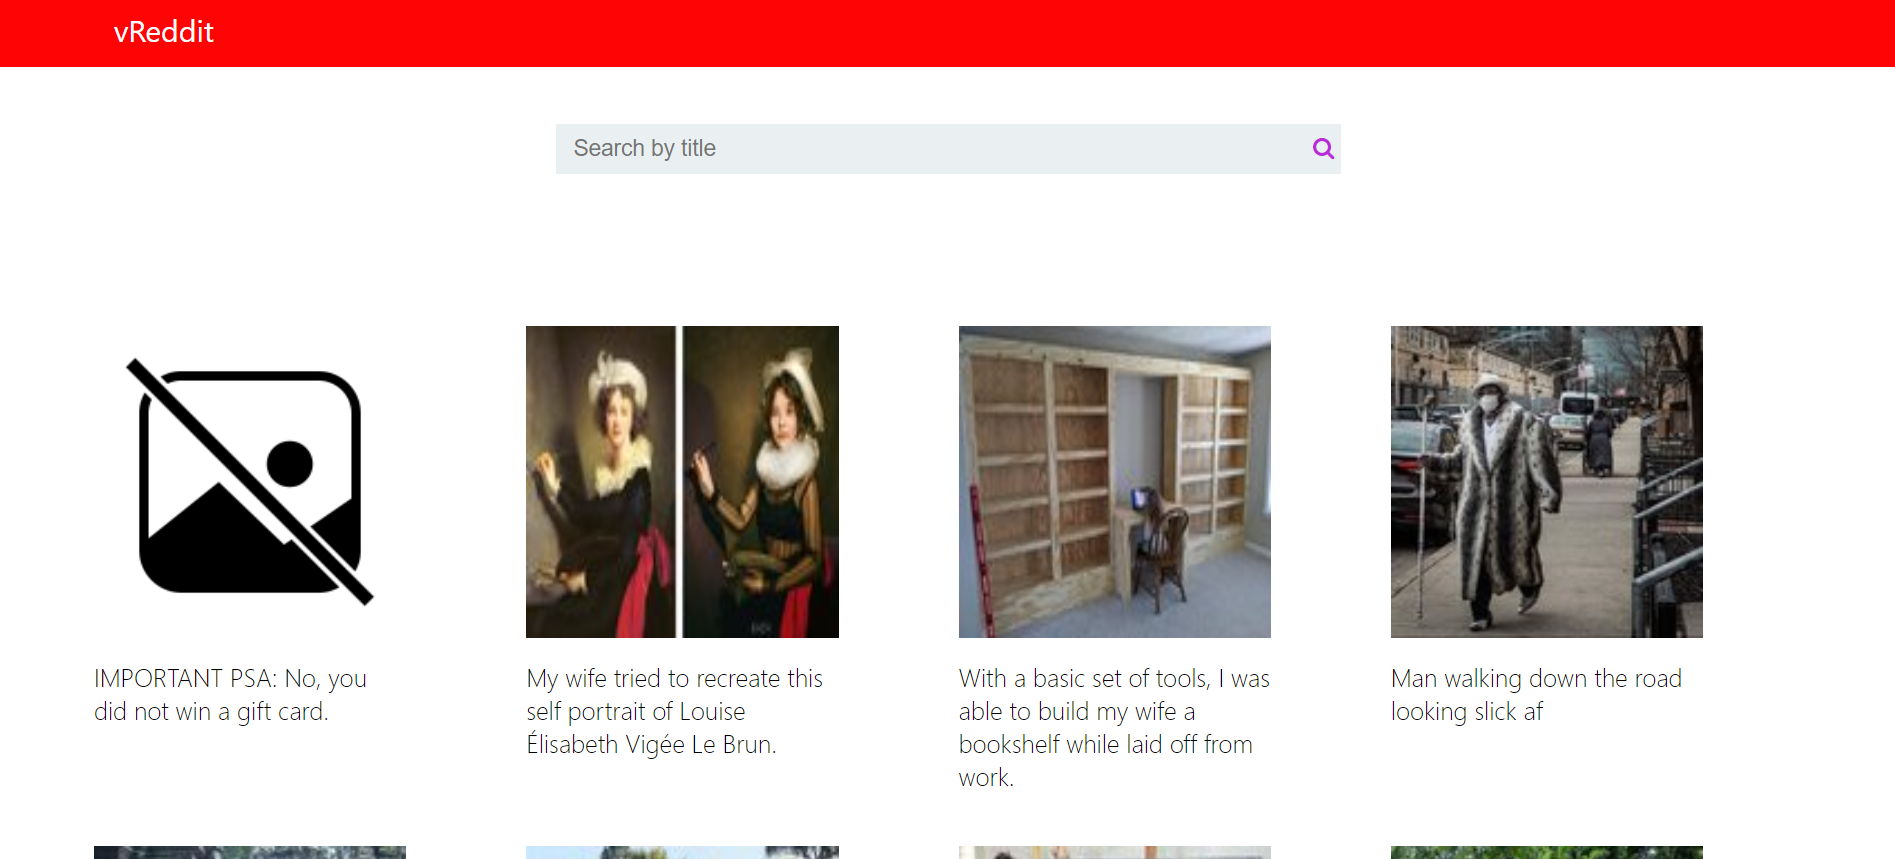 vReddit
Search by title
IMPORTANT PSA: No, you
did not win a gift card.
My wife tried to recreate this
self portrait of Louise
Élisabeth Vigée Le Brun.
With a basic set of tools, I was
able to build my wife a
bookshelf while laid off from
work.
Man walking down the road
looking slick af